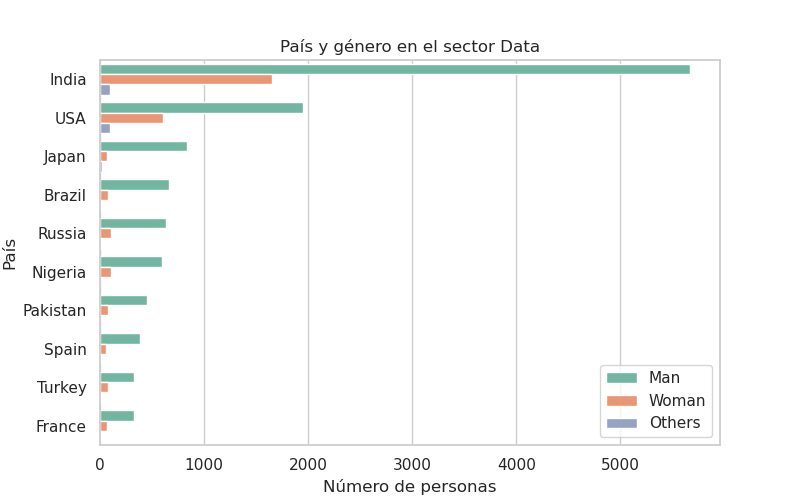 País y género en el sector Data
País
India
USA
Japan
Brazil
Russia
Nigeria
Pakistan
Spain
Turkey
France
Man
Woman
Others
0 1000 2000 3000 4000 5000
Número de personas